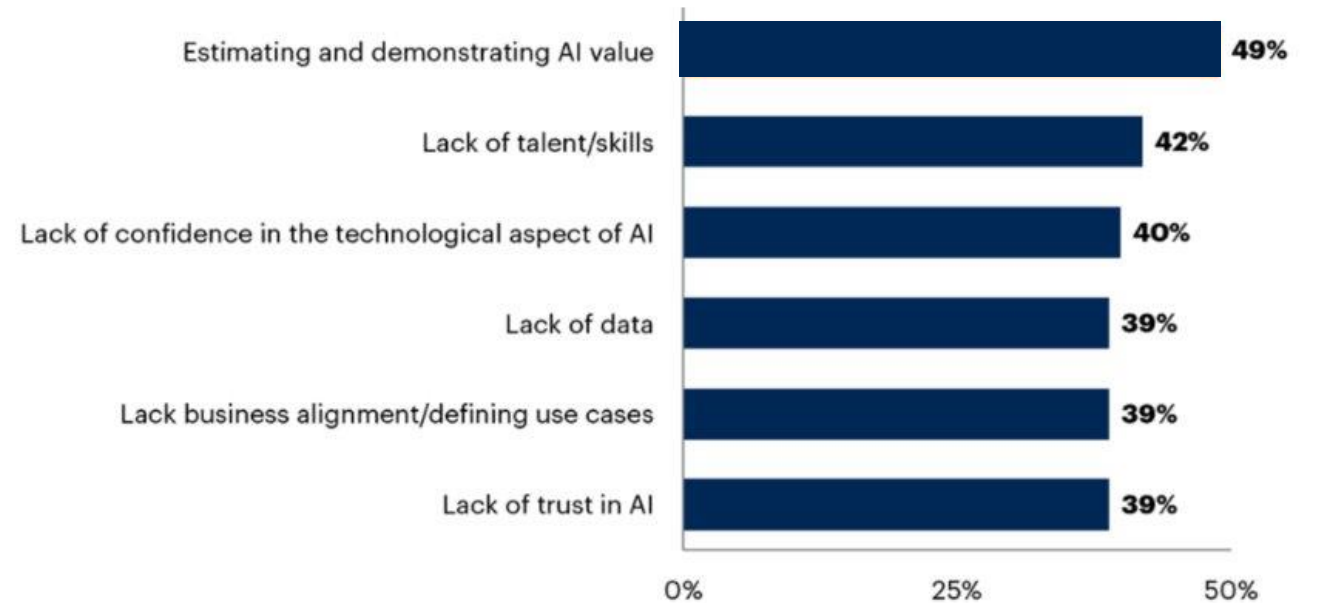 Estimating and demonstrating AI value 49%
Lack of talent/skills 42%
Lack of confidence in the technological aspect of AI 40%
Lack of data 39%
Lack business alignment/defining use cases 39%
Lack of trust in AI 39%
0% 25% 50%